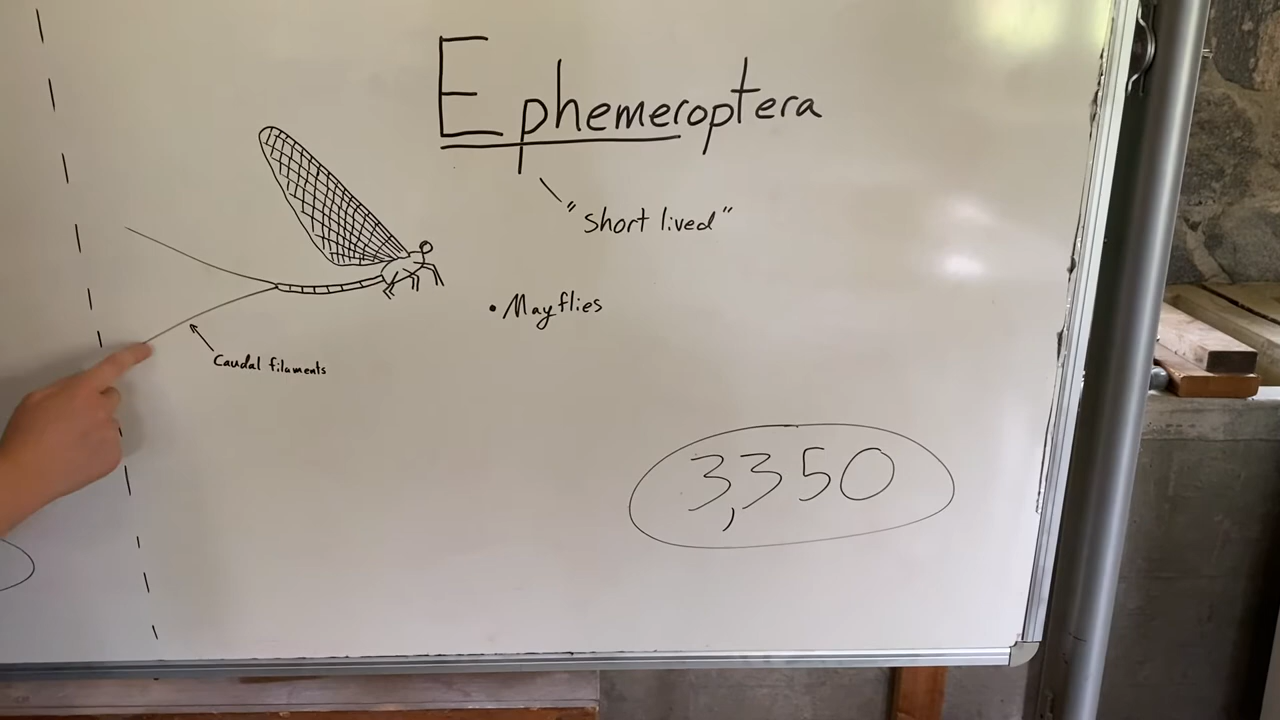 Ephemeroptera
"short lived"
• Mayflies
Caudal filaments
3,350